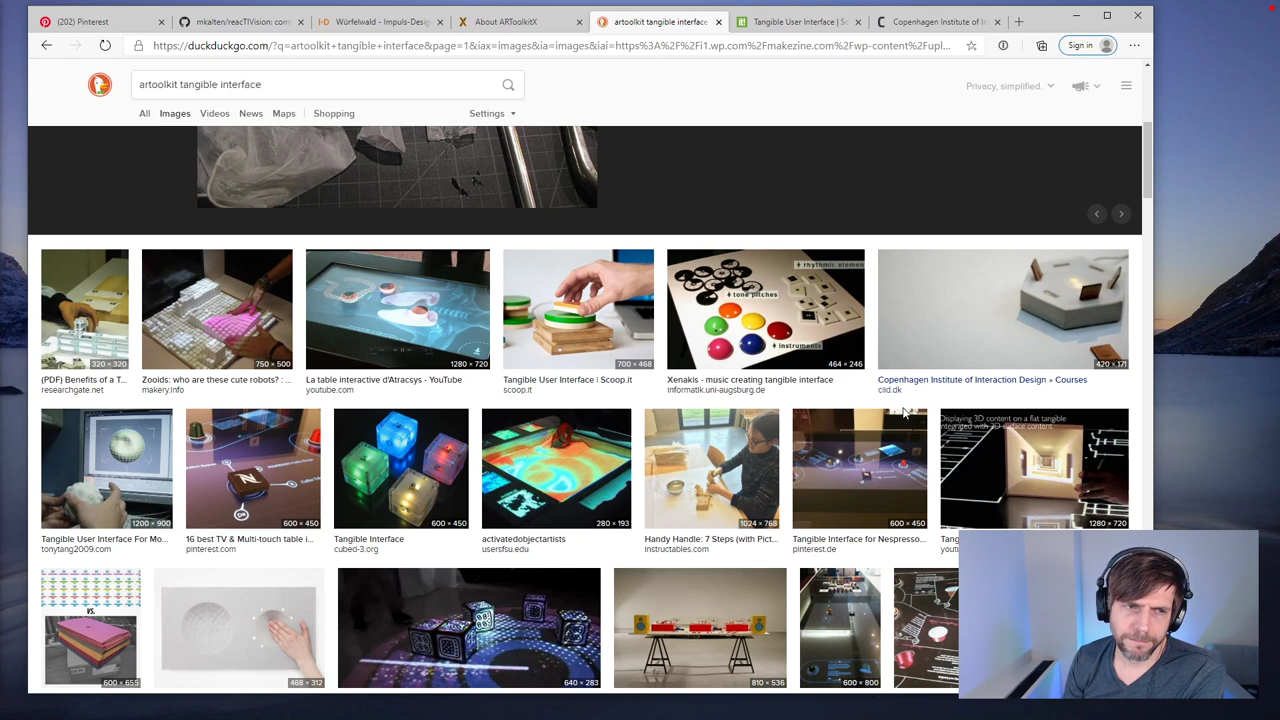 (202) Pinterest
mkalten/reacTIVision: com
Würfelwald - Impuls-Desig
About ARToolkitX
artoolkit tangible interface
Tangible User Interface | Sc
Copenhagen Institute of In
https://duckduckgo.com/?q=artoolkit+tangible+interface&page=1&iax=images&ia=images&iai=https%3A%2F%2Fi1.wp.com%2Fmakezine.com%2Fwp-content%2Fupl...
Sign in
artoolkit tangible interface
Privacy, simplified.
All Images Videos News Maps Shopping Settings
rhythmic elemen
tone pitches
instruments
320 × 320
750 × 500
1280 × 720
700 × 468
464 × 246
420 × 171
(PDF) Benefits of a T...
Zooids: who are these cute robots? : ...
La table interactive d'Atracsys - YouTube
Tangible User Interface | Scoop.it
Xenakis - music creating tangible interface
Copenhagen Institute of Interaction Design » Courses
researchgate.net
makery.info
youtube.com
scoop.it
informatik.uni-augsburg.de
ciid.dk
Displaying 3D content on a flat tangible
integrated with 3D surface content
1200 × 900
600 × 450
600 × 450
280 × 193
1024 × 768
600 × 450
1280 × 720
Tangible User Interface For Mo...
16 best TV & Multi-touch table i...
Tangible Interface
activatedobjectartists
Handy Handle: 7 Steps (with Pict...
Tangible Interface for Nespresso...
Tang
tonytang2009.com
pinterest.com
cubed-3.org
usersfsu.edu
instructables.com
pinterest.de
yout
VS.
600 × 655
468 × 312
640 × 283
810 × 536
600 × 800